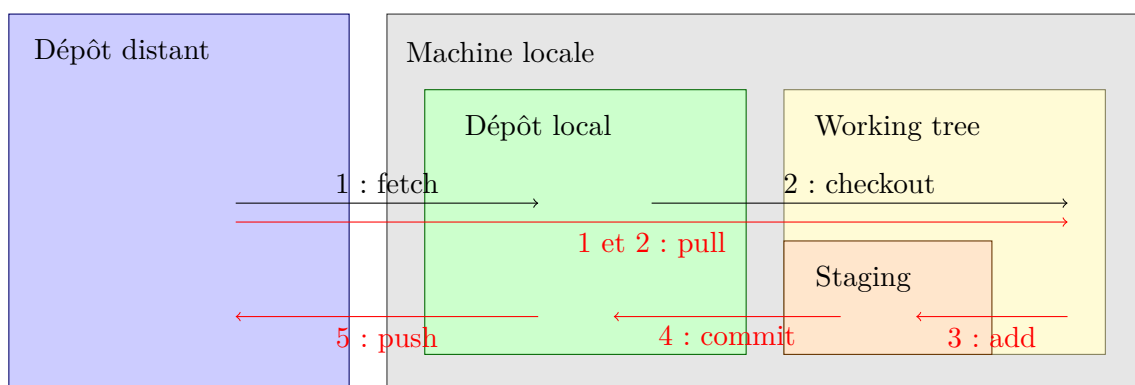 Dépôt distant
Machine locale
Dépôt local
Working tree
1 : fetch
2 : checkout
1 et 2 : pull
Staging
5 : push
4 : commit
3 : add